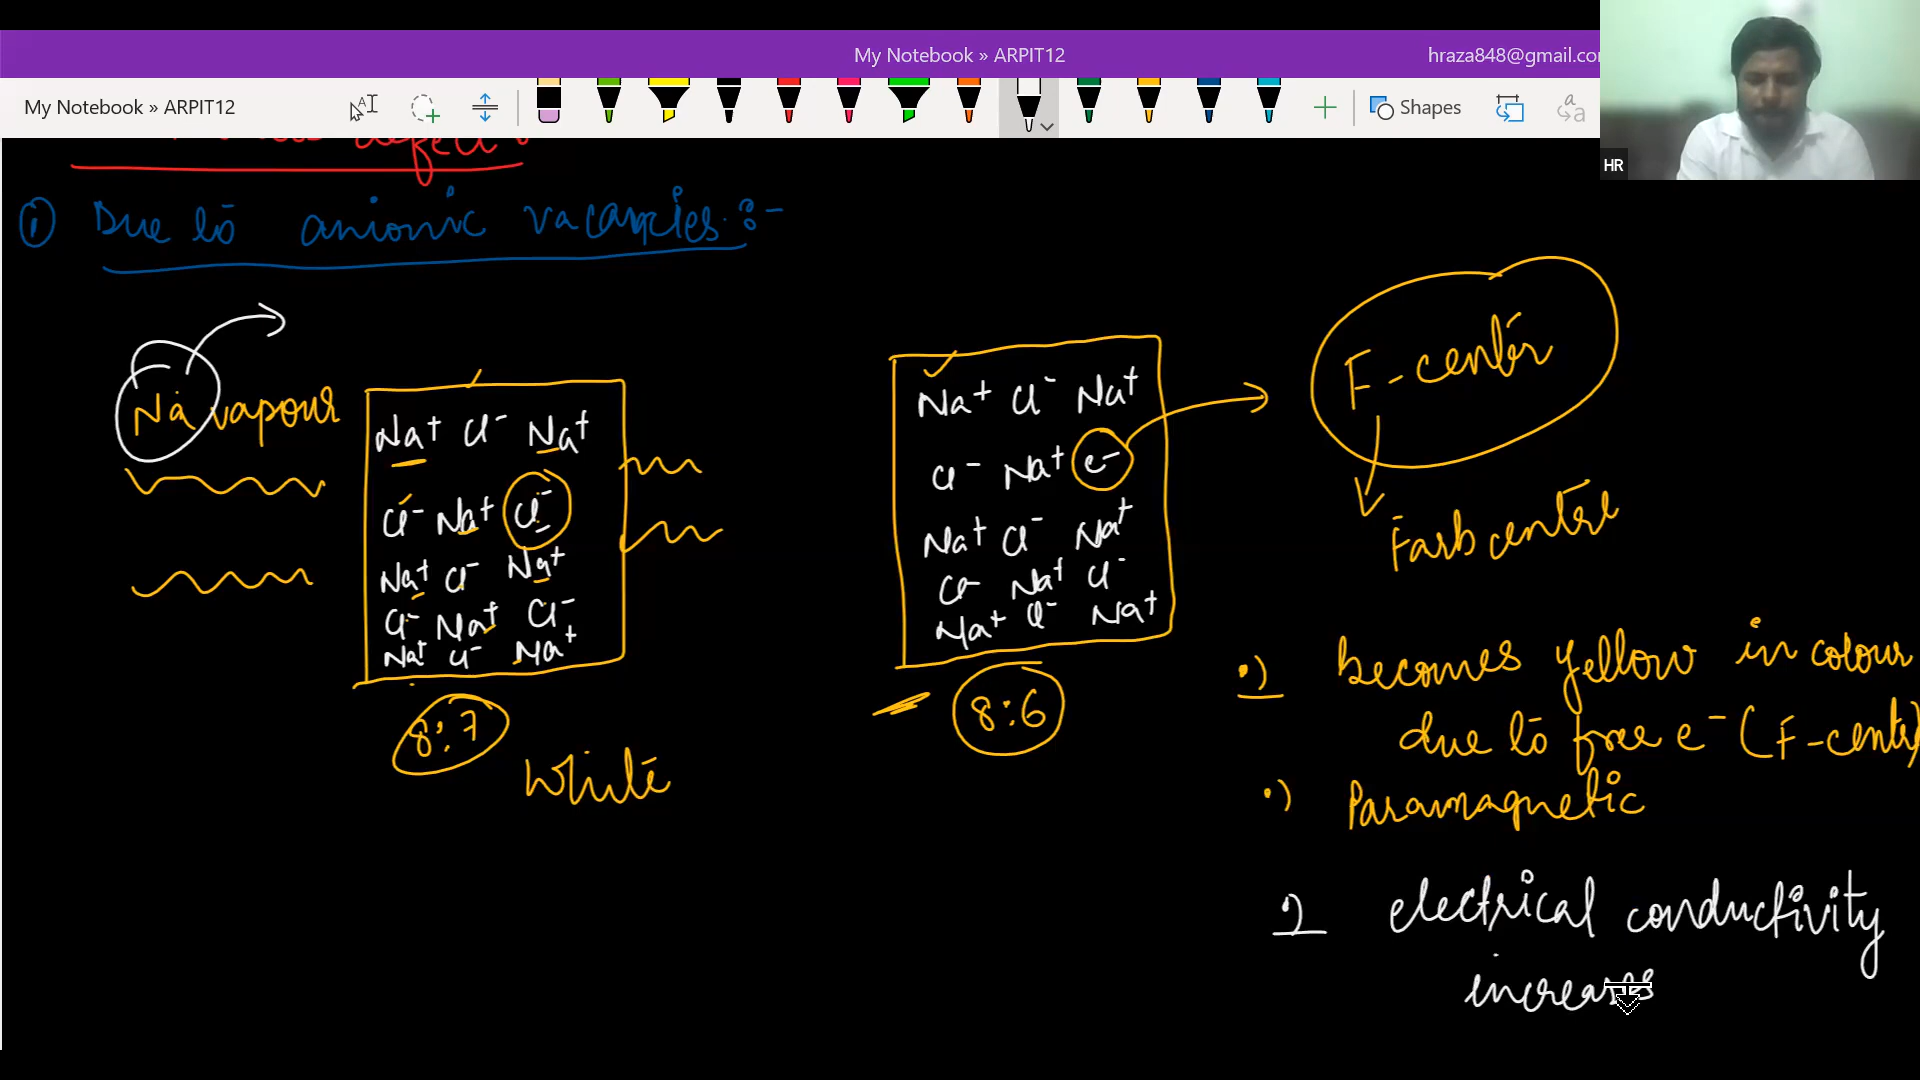 My Notebook » ARPIT12
hraza848@gmail.co
My Notebook » ARPIT12
Shapes
HR
defect
① Due to anionic vacancies :-
Na vapour
Na+ Cl- Na+
Cl- Na+ Cl-
Na+ Cl- Na+
Cl- Na+ Cl-
Na+ Cl- Na+
8:7
White
Na+ Cl- Na+
Cl- Na+ e-
Na+ Cl- Na+
Cl- Na+ Cl-
Na+ Cl- Na+
8:6
F-center
Farb centre
•) becomes yellow in colour
due to free e- (F-centre)
•) Paramagnetic
electrical conductivity
increases